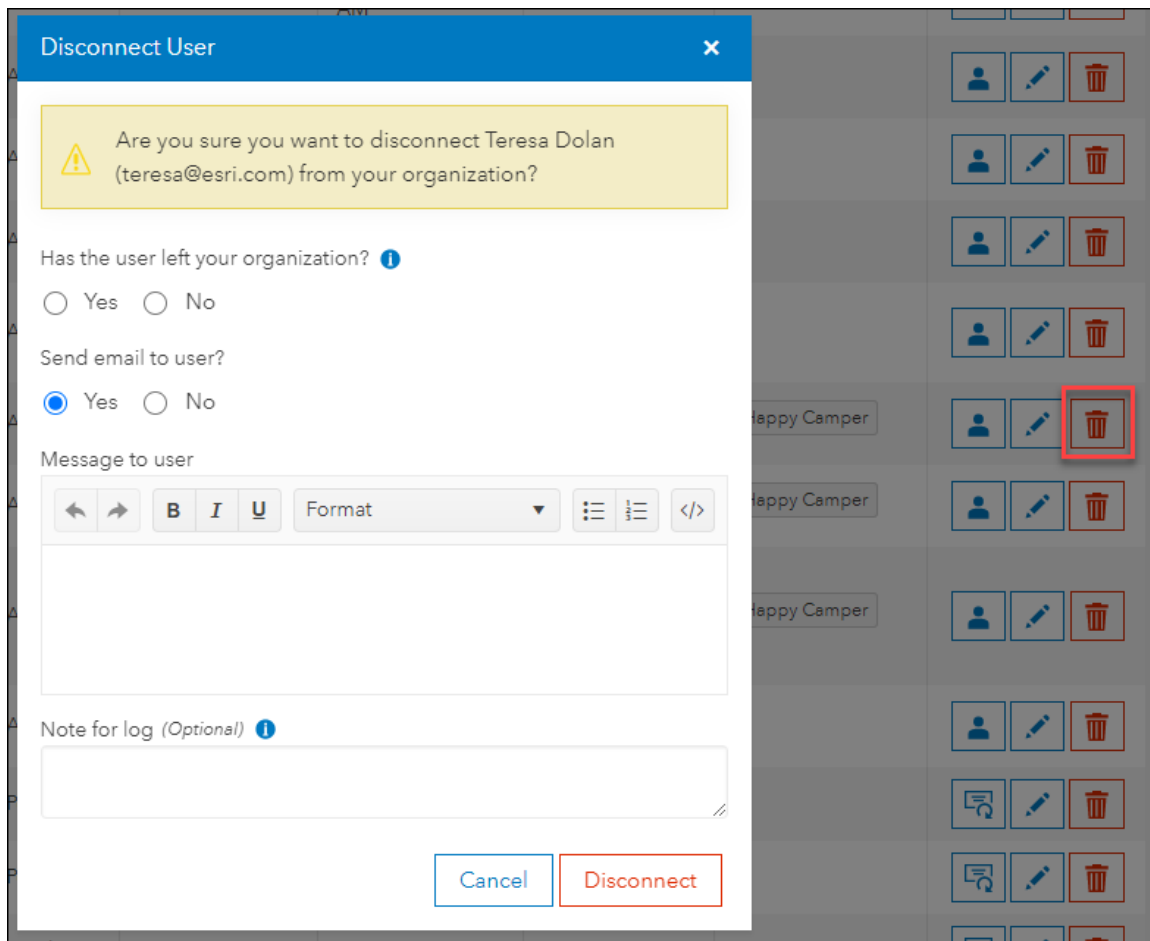 AM
Disconnect User
Are you sure you want to disconnect Teresa Dolan
(teresa@esri.com) from your organization?
Has the user left your organization?
Yes No
Send email to user?
Yes No
Message to user
B I U Format </>
Note for log (Optional)
Cancel Disconnect
Happy Camper
Happy Camper
Happy Camper